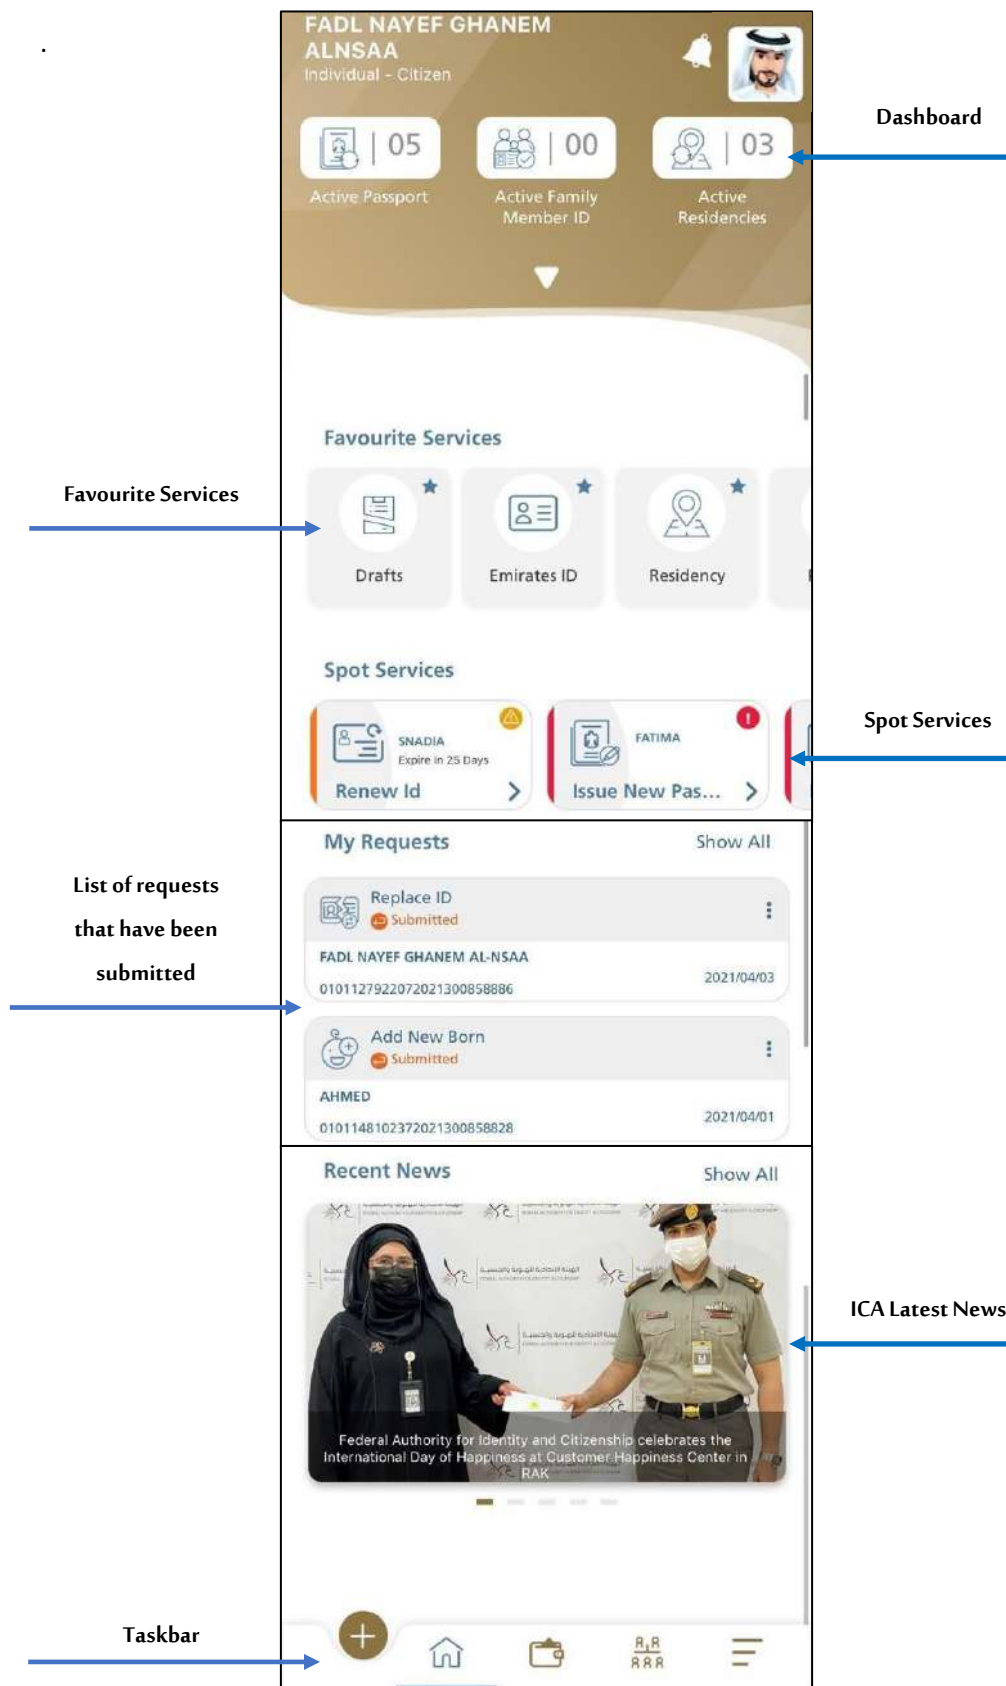 .
FADL NAYEF GHANEM
ALNSAA
Individual - Citizen
Dashboard
05
00
03
Active Passport
Active Family
Member ID
Active
Residencies
Favourite Services
Favourite Services
Drafts
Emirates ID
Residency
Spot Services
Spot Services
SNADIA
Expire in 25 Days
Renew Id
FATIMA
Issue New Pas...
My Requests
Show All
List of requests
that have been
submitted
Replace ID
Submitted
FADL NAYEF GHANEM AL-NSAA
2021/04/03
0101127922072021300858886
Add New Born
Submitted
AHMED
2021/04/01
0101148102372021300858828
Recent News
Show All
ICA Latest News
Federal Authority for Identity and Citizenship celebrates the
International Day of Happiness at Customer Happiness Center in
RAK
Taskbar